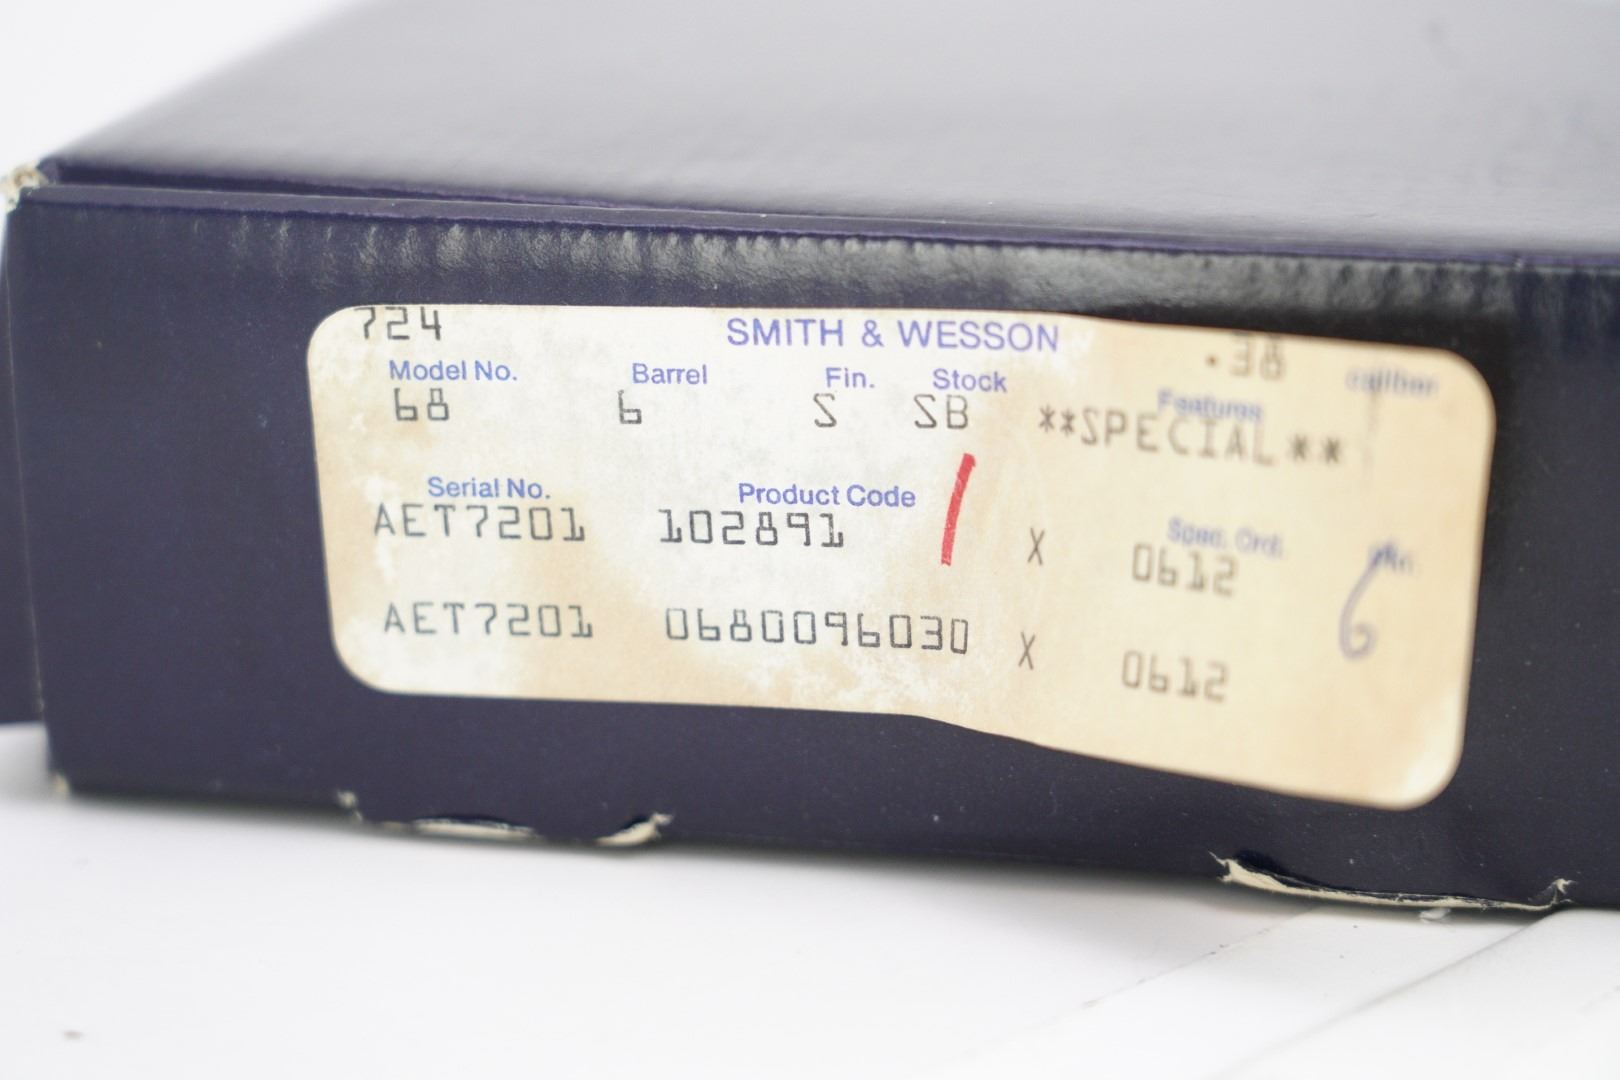 724 SMITH & WESSON .38 caliber
Model No. Barrel Fin. Stock Features
68 6 S SB **SPECIAL**
Serial No. Product Code Spec. Ord.
AET7201 102891 X 0612
6
AET7201 0680096030 X 0612